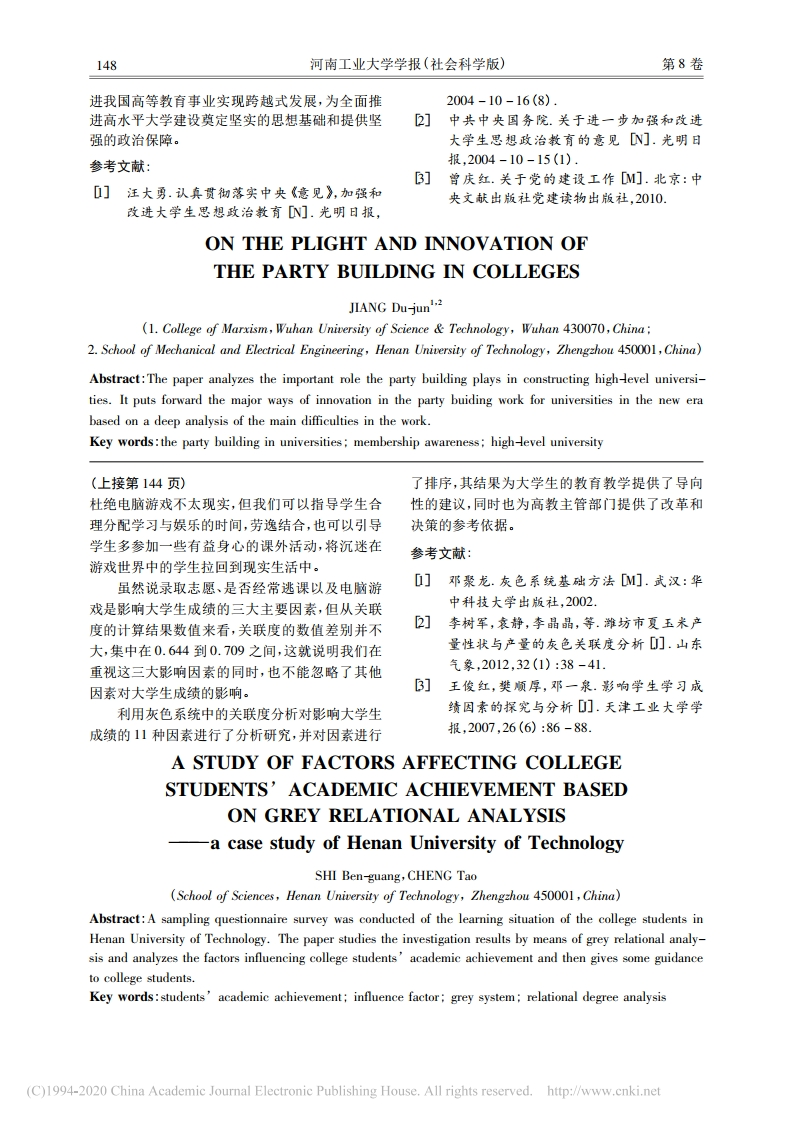 148
河南工业大学学报(社会科学版)
第 8 卷
进我国高等教育事业实现跨越式发展,为全面推
进高水平大学建设奠定坚实的思想基础和提供坚
强的政治保障。
参考文献:
[1] 汪大勇.认真贯彻落实中央《意见》,加强和
改进大学生思想政治教育[N].光明日报,
2004-10-16(8).
[2] 中共中央国务院.关于进一步加强和改进
大学生思想政治教育的意见 [N].光明日
报,2004-10-15(1).
[3] 曾庆红.关于党的建设工作[M].北京:中
央文献出版社党建读物出版社,2010.
ON THE PLIGHT AND INNOVATION OF
THE PARTY BUILDING IN COLLEGES
JIANG Du-jun1,2
(1. College of Marxism,Wuhan University of Science & Technology, Wuhan 430070,China;
2. School of Mechanical and Electrical Engineering, Henan University of Technology, Zhengzhou 450001,China)
Abstract:The paper analyzes the important role the party building plays in constructing high-level universi-
ties. It puts forward the major ways of innovation in the party buiding work for universities in the new era
based on a deep analysis of the main difficulties in the work.
Key words:the party building in universities; membership awareness; high-level university
(上接第 144 页)
杜绝电脑游戏不太现实,但我们可以指导学生合
理分配学习与娱乐的时间,劳逸结合,也可以引导
学生多参加一些有益身心的课外活动,将沉迷在
游戏世界中的学生拉回到现实生活中。
虽然说录取志愿、是否经常逃课以及电脑游
戏是影响大学生成绩的三大主要因素,但从关联
度的计算结果数值来看,关联度的数值差别并不
大,集中在0.644 到0.709 之间,这就说明我们在
重视这三大影响因素的同时,也不能忽略了其他
因素对大学生成绩的影响。
利用灰色系统中的关联度分析对影响大学生
成绩的 11 种因素进行了分析研究,并对因素进行
了排序,其结果为大学生的教育教学提供了导向
性的建议,同时也为高教主管部门提供了改革和
决策的参考依据。
参考文献:
[1] 邓聚龙.灰色系统基础方法[M].武汉:华
中科技大学出版社,2002.
[2] 李树军,袁静,李晶晶,等.潍坊市夏玉米产
量性状与产量的灰色关联度分析[J].山东
气象,2012,32(1):38-41.
[3] 王俊红,樊顺厚,邓一泉.影响学生学习成
绩因素的探究与分析[J].天津工业大学学
报,2007,26(6):86-88.
A STUDY OF FACTORS AFFECTING COLLEGE
STUDENTS' ACADEMIC ACHIEVEMENT BASED
ON GREY RELATIONAL ANALYSIS
——a case study of Henan University of Technology
SHI Ben-guang,CHENG Tao
(School of Sciences, Henan University of Technology, Zhengzhou 450001,China)
Abstract:A sampling questionnaire survey was conducted of the learning situation of the college students in
Henan University of Technology. The paper studies the investigation results by means of grey relational analy-
sis and analyzes the factors influencing college students' academic achievement and then gives some guidance
to college students.
Key words:students' academic achievement; influence factor; grey system; relational degree analysis
(C)1994-2020 China Academic Journal Electronic Publishing House. All rights reserved. http://www.cnki.net